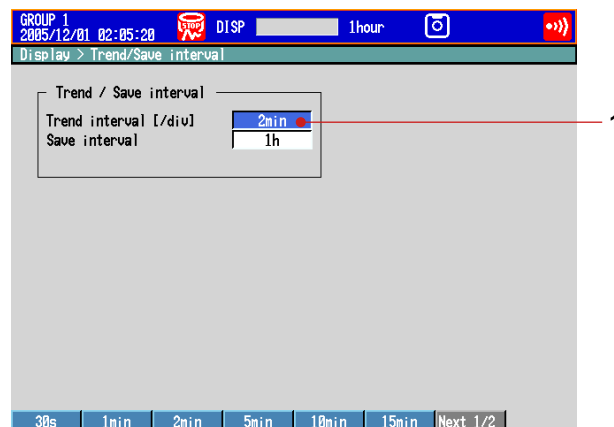 GROUP 1
2005/12/01 02:05:20 STOP DISP 1hour
Display > Trend/Save interval
Trend / Save interval
Trend interval [/div] 2min
Save interval 1h
1
30s 1min 2min 5min 10min 15min Next 1/2